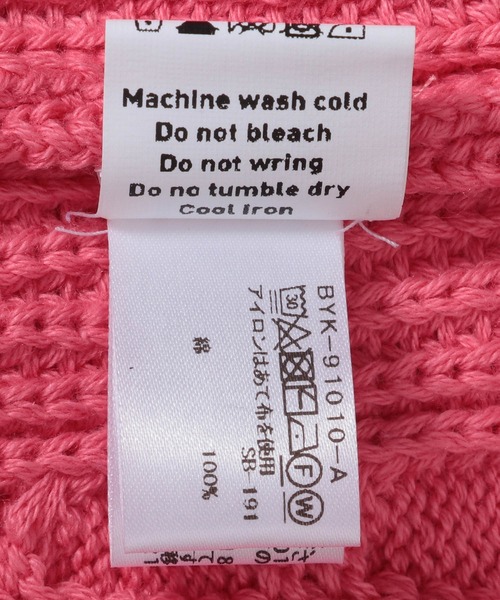 Machine wash cold
Do not bleach
Do not wring
Do no tumble dry
Cool Iron
BYK-91010-A
30
F
W
アイロンはあて布を使用
SB-191
綿
100%